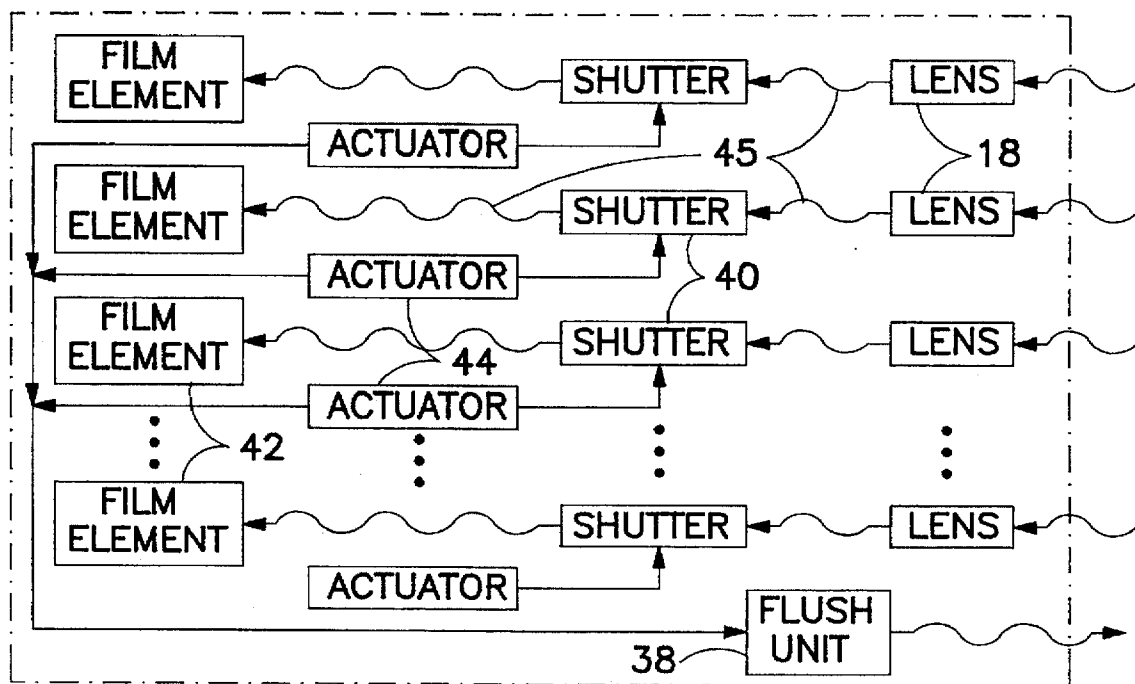 FILM
ELEMENT
SHUTTER
LENS
ACTUATOR
45
18
FILM
ELEMENT
SHUTTER
LENS
ACTUATOR
40
FILM
ELEMENT
SHUTTER
LENS
44
ACTUATOR
42
FILM
ELEMENT
SHUTTER
LENS
ACTUATOR
FLUSH
UNIT
38